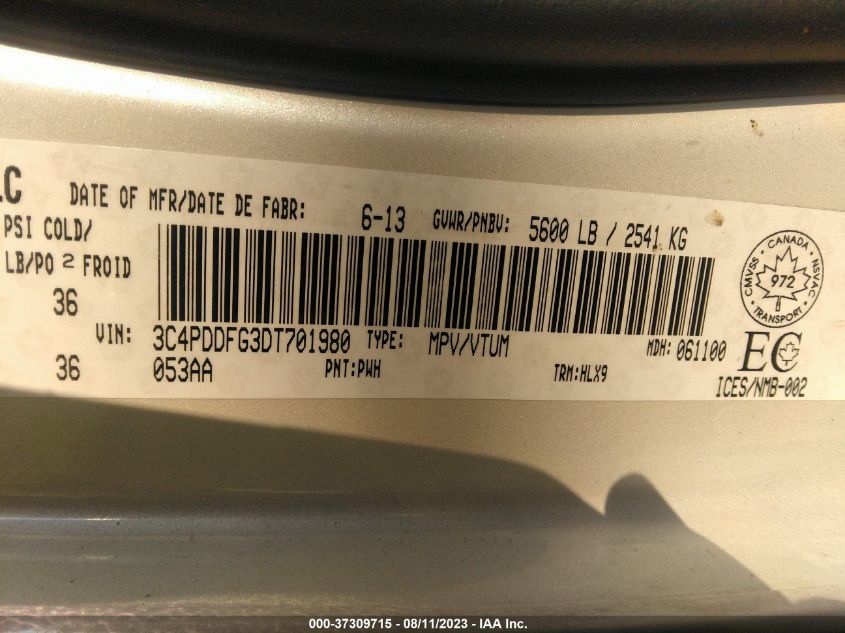 LC
DATE OF MFR/DATE DE FABR: 6-13 GVWR/PNBV: 5600 LB / 2541 KG
PSI COLD/
LB/PO 2 FROID
36
VIN: 3C4PDDFG3DT701980 TYPE: MPV/VTUM MDH: 061100
36 053AA PNT:PWH TRM:HLX9
CANADA
CMVSS 972 NSVAC
TRANSPORT
EC
ICES/NMB-002
000-37309715 - 08/11/2023 - IAA Inc.